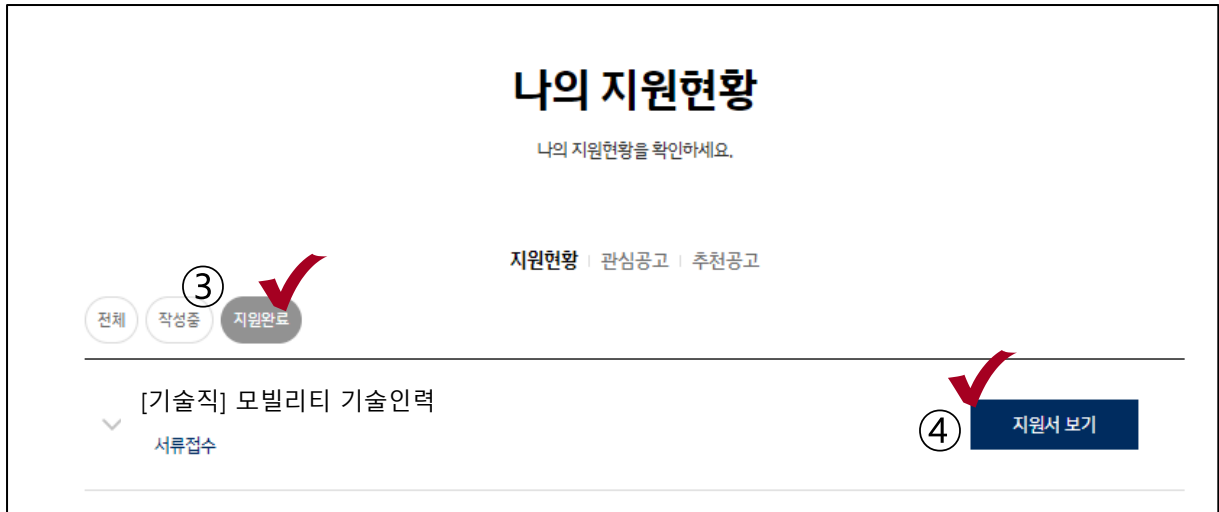 나의 지원현황
나의 지원현황을 확인하세요.
지원현황 관심공고 추천공고
③
전체 작성중 지원완료
[기술직] 모빌리티 기술인력
서류접수
④ 지원서 보기